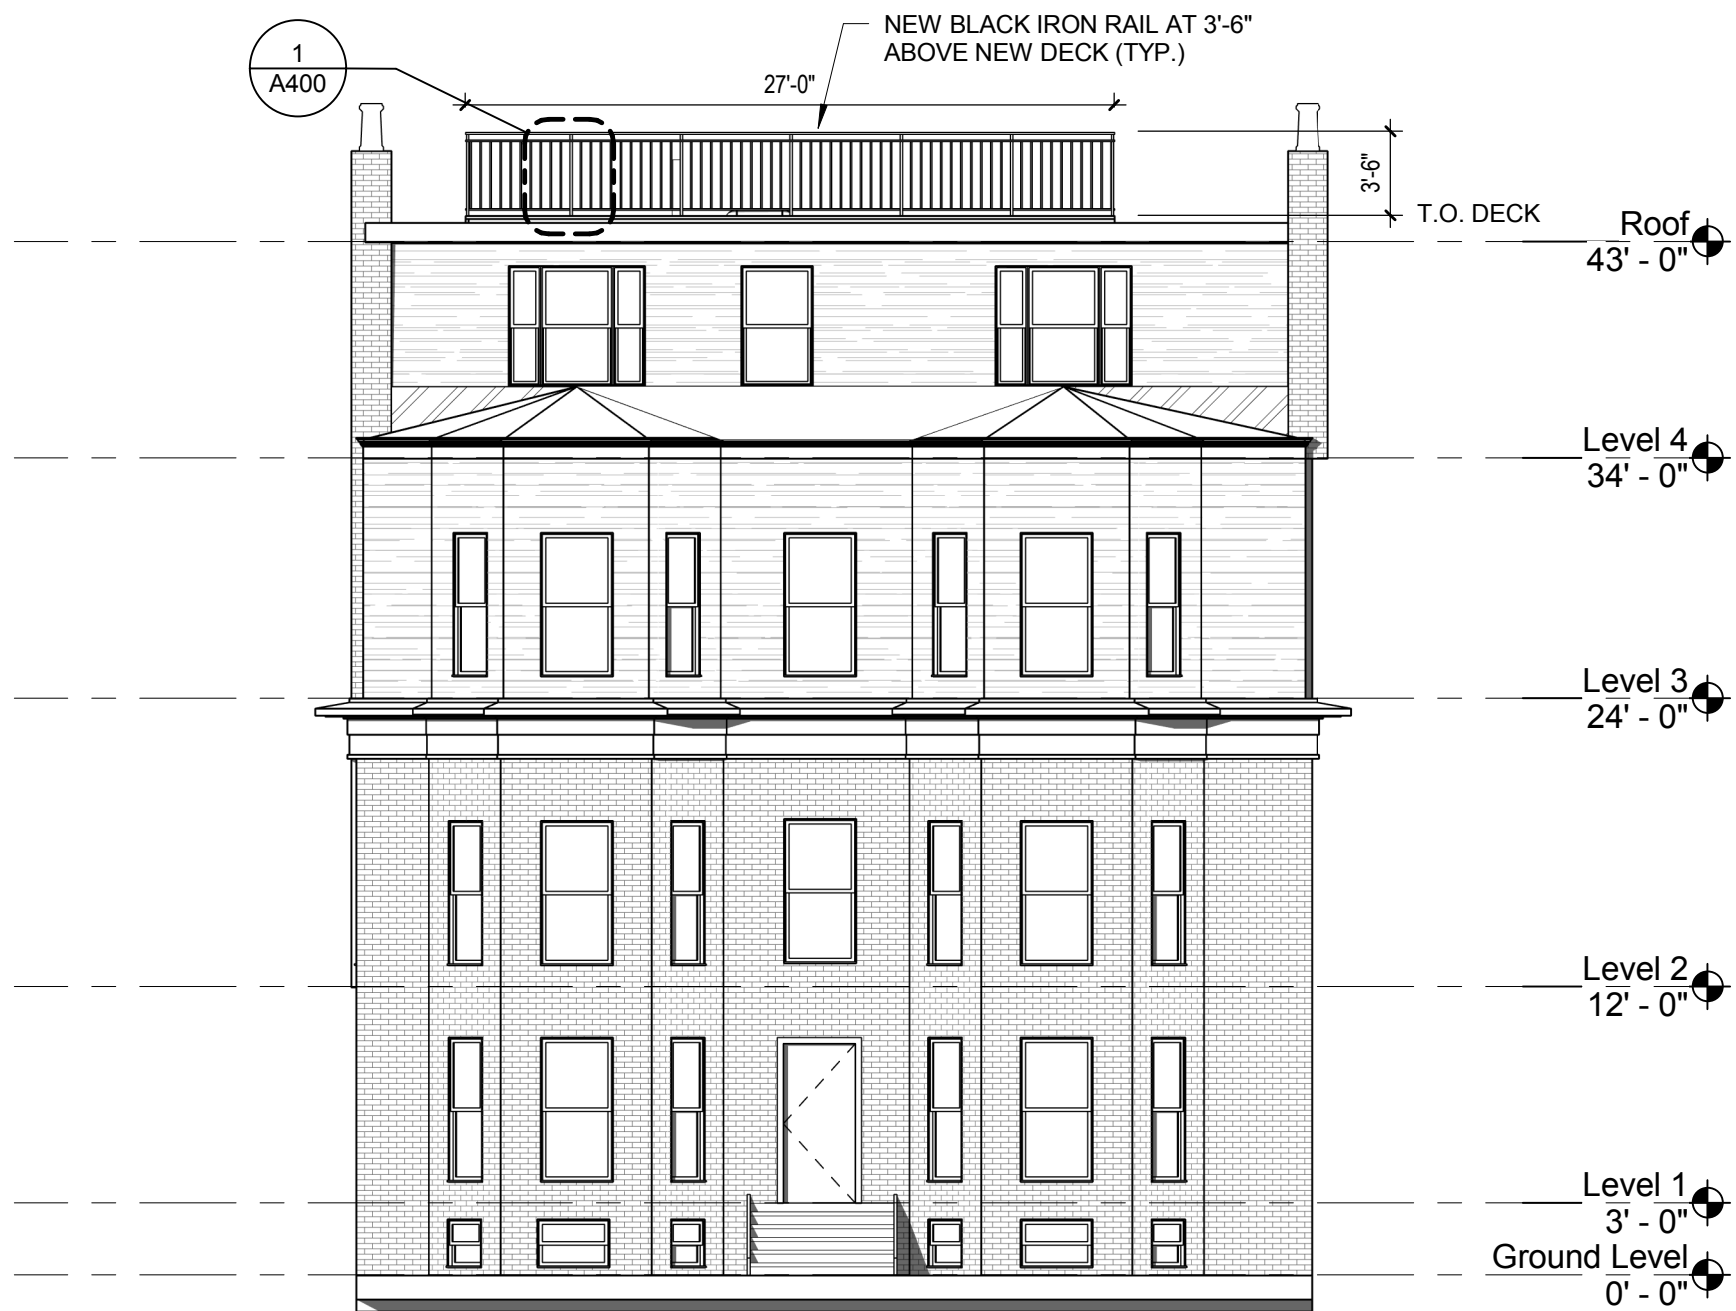 1
A400
NEW BLACK IRON RAIL AT 3'-6"
ABOVE NEW DECK (TYP.)
27'-0"
3'-6"
T.O. DECK
Roof
43' - 0"
Level 4
34' - 0"
Level 3
24' - 0"
Level 2
12' - 0"
Level 1
3' - 0"
Ground Level
0' - 0"